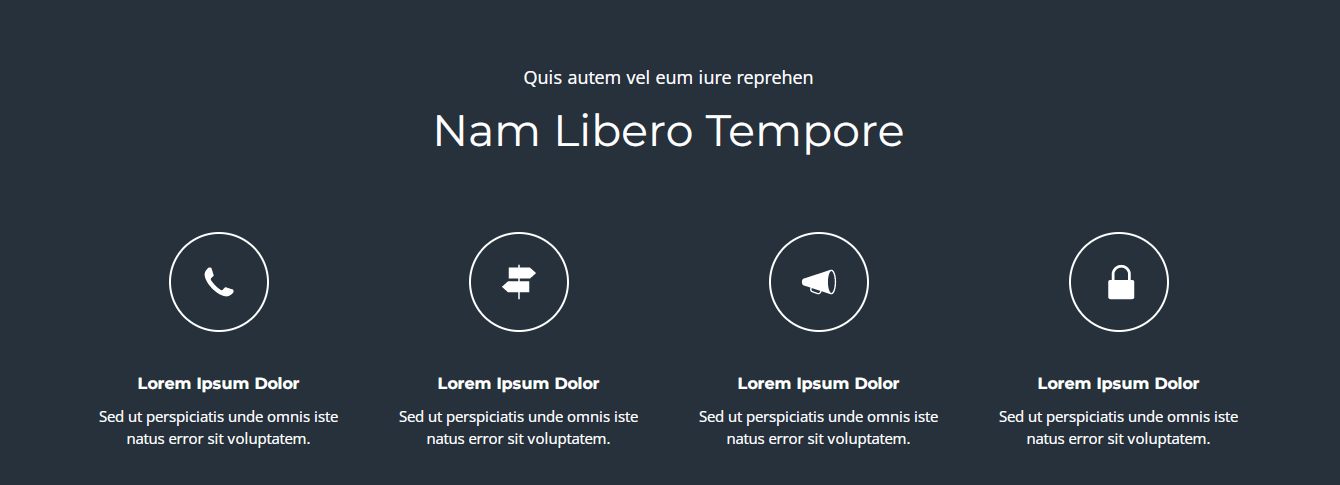 Quis autem vel eum iure reprehen
Nam Libero Tempore
Lorem Ipsum Dolor
Sed ut perspiciatis unde omnis iste
natus error sit voluptatem.
Lorem Ipsum Dolor
Sed ut perspiciatis unde omnis iste
natus error sit voluptatem.
Lorem Ipsum Dolor
Sed ut perspiciatis unde omnis iste
natus error sit voluptatem.
Lorem Ipsum Dolor
Sed ut perspiciatis unde omnis iste
natus error sit voluptatem.